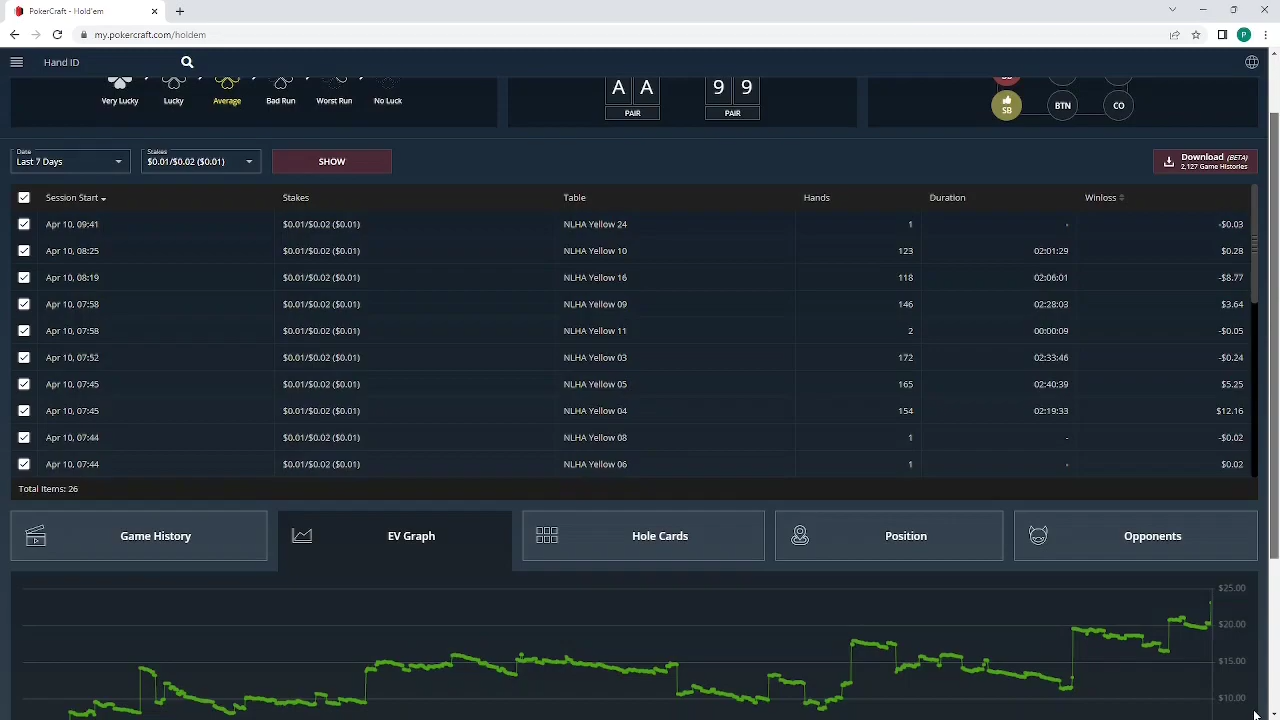 PokerCraft - Hold'em
my.pokercraft.com/holdem
P
Hand ID
Very Lucky Lucky Average Bad Run Worst Run No Luck
A A 9 9
PAIR PAIR
SB BTN CO
Date
Last 7 Days
Stakes
$0.01/$0.02 ($0.01)
SHOW
Download (BETA)
2,127 Game Histories
Session Start Stakes Table Hands Duration Winloss
Apr 10, 09:41 $0.01/$0.02 ($0.01) NLHA Yellow 24 1 - -$0.03
Apr 10, 08:25 $0.01/$0.02 ($0.01) NLHA Yellow 10 123 02:01:29 $0.28
Apr 10, 08:19 $0.01/$0.02 ($0.01) NLHA Yellow 16 118 02:06:01 -$8.77
Apr 10, 07:58 $0.01/$0.02 ($0.01) NLHA Yellow 09 146 02:28:03 $3.64
Apr 10, 07:58 $0.01/$0.02 ($0.01) NLHA Yellow 11 2 00:00:09 -$0.05
Apr 10, 07:52 $0.01/$0.02 ($0.01) NLHA Yellow 03 172 02:33:46 -$0.24
Apr 10, 07:45 $0.01/$0.02 ($0.01) NLHA Yellow 05 165 02:40:39 $5.25
Apr 10, 07:45 $0.01/$0.02 ($0.01) NLHA Yellow 04 154 02:19:33 $12.16
Apr 10, 07:44 $0.01/$0.02 ($0.01) NLHA Yellow 08 1 - -$0.02
Apr 10, 07:44 $0.01/$0.02 ($0.01) NLHA Yellow 06 1 - $0.02
Total Items: 26
Game History EV Graph Hole Cards Position Opponents
$25.00
$20.00
$15.00
$10.00